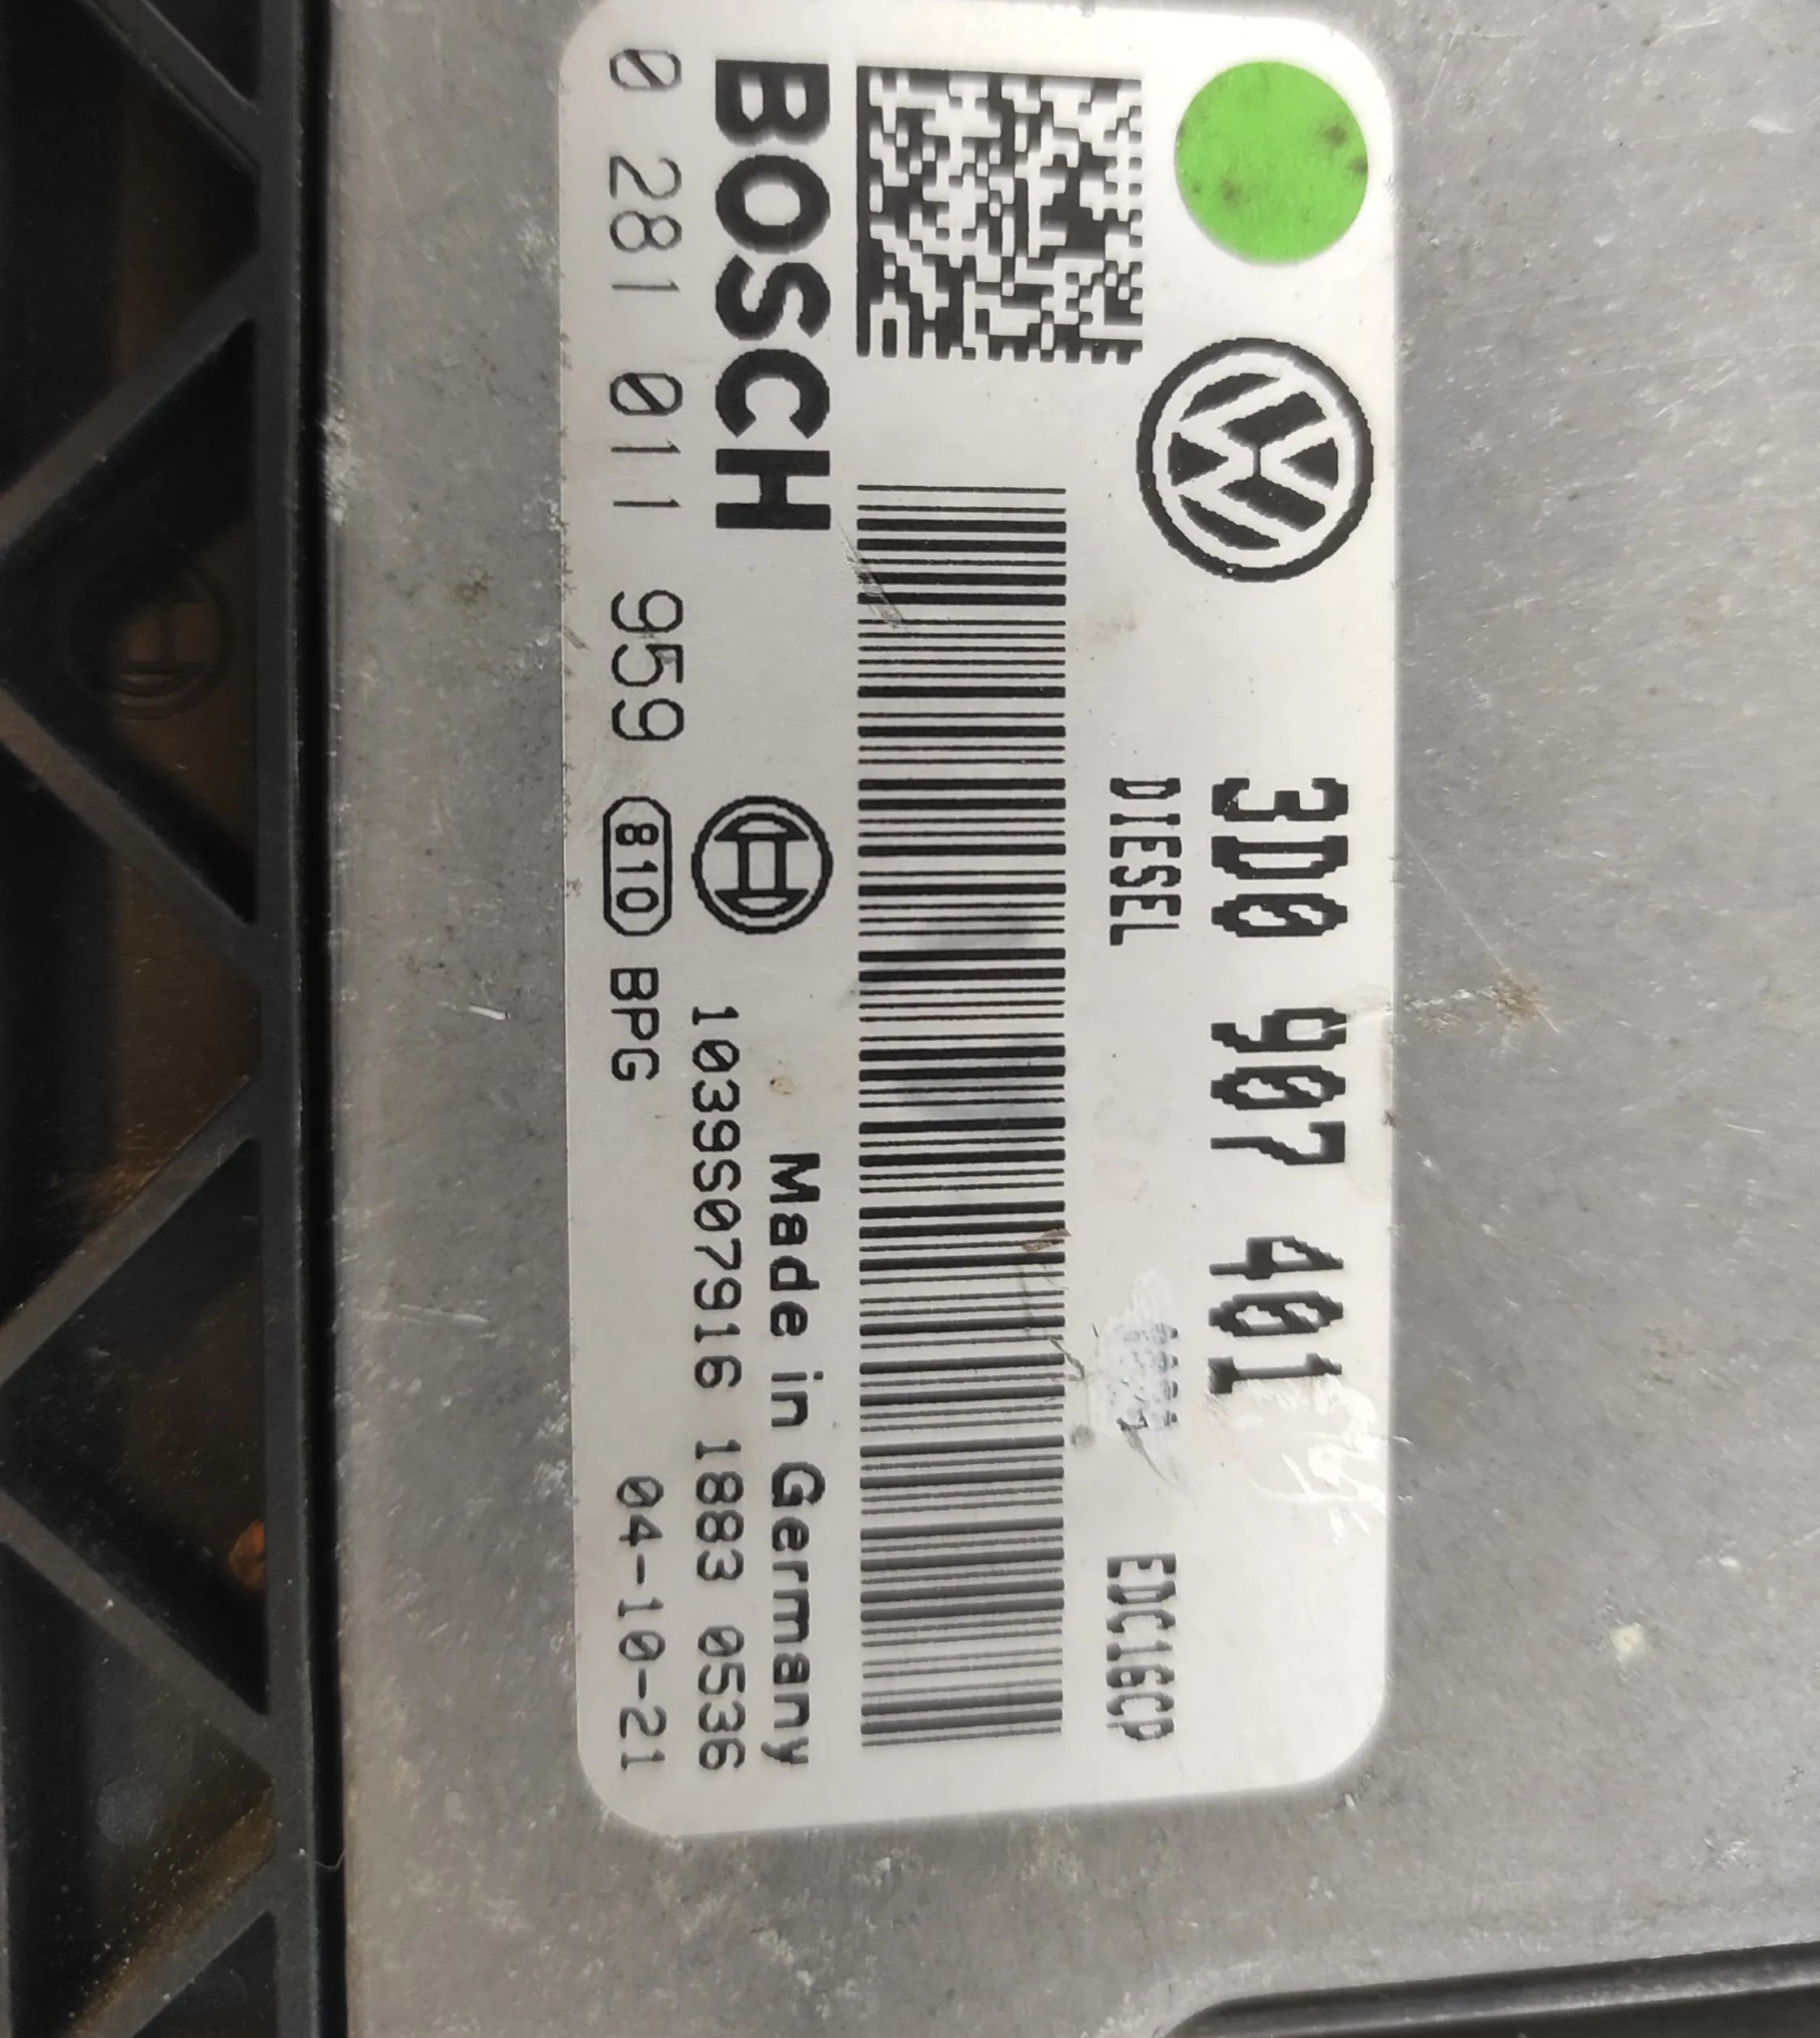 3D0 907 401
DIESEL
EDC16CP
Made in Germany
BOSCH
1039S07916 1883 0536
0 281 011 959
810
BPG
04-10-21